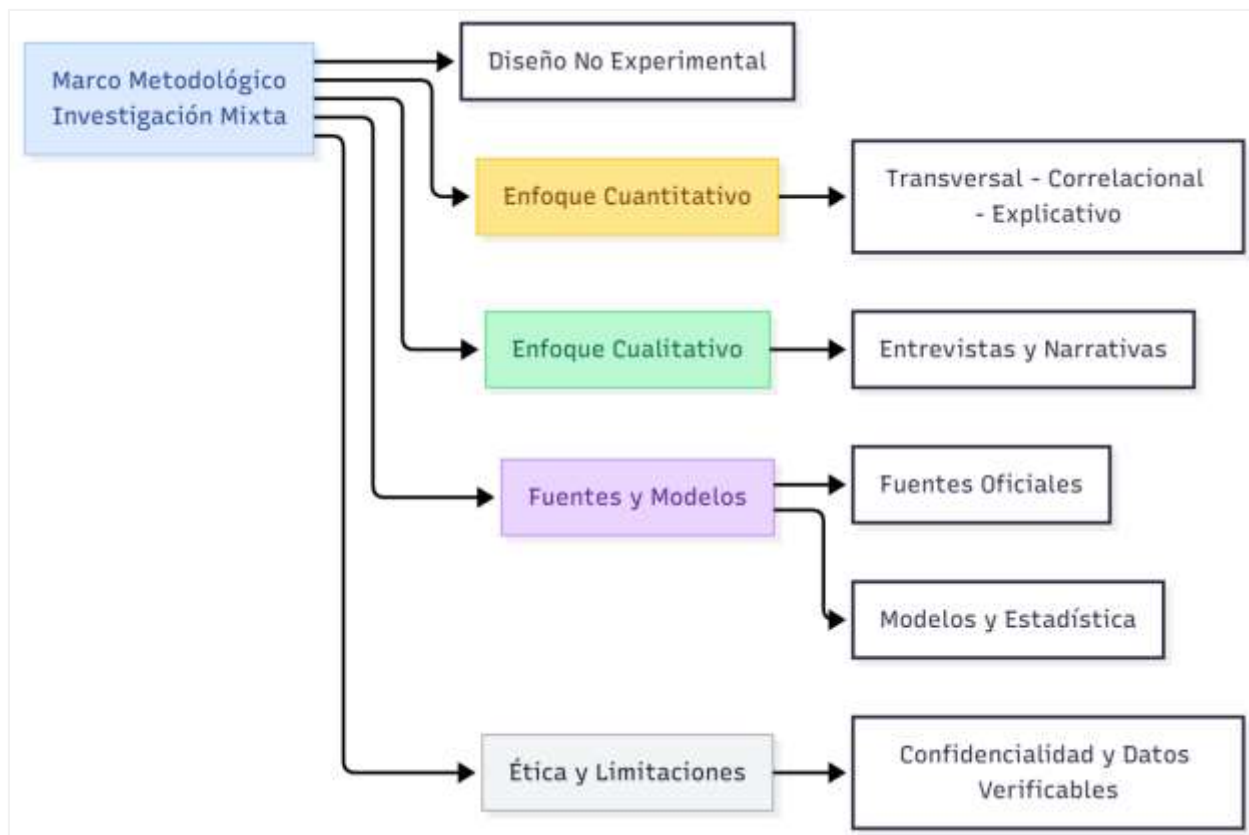 Marco Metodológico
Investigación Mixta
Diseño No Experimental
Enfoque Cuantitativo
Transversal - Correlacional
- Explicativo
Enfoque Cualitativo
Entrevistas y Narrativas
Fuentes y Modelos
Fuentes Oficiales
Modelos y Estadística
Ética y Limitaciones
Confidencialidad y Datos
Verificables